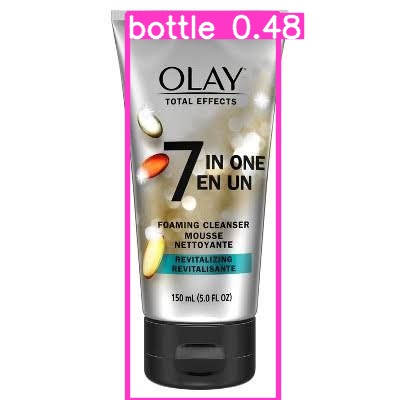 bottle 0.48
OLAY
TOTAL EFFECTS
7 IN ONE
EN UN
FOAMING CLEANSER
MOUSSE
NETTOYANTE
REVITALIZING
REVITALISANTE
150 mL (5.0 FL OZ)